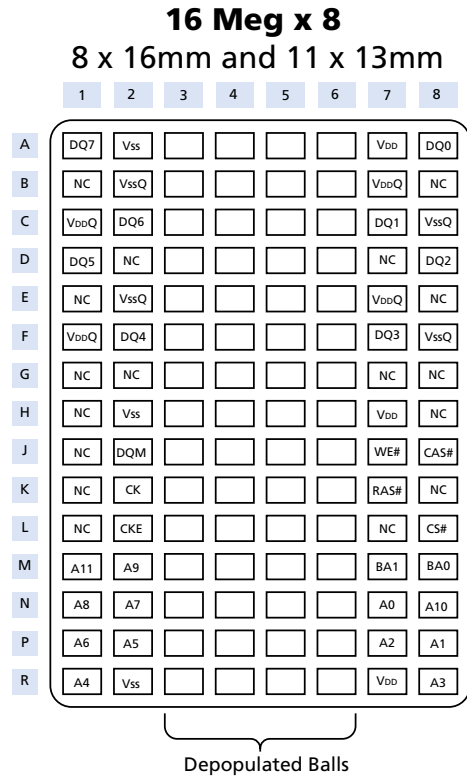 16 Meg x 8
8 x 16mm and 11 x 13mm
1 2 3 4 5 6 7 8
A DQ7 Vss VDD DQ0
B NC VssQ VDDQ NC
C VDDQ DQ6 DQ1 VssQ
D DQ5 NC NC DQ2
E NC VssQ VDDQ NC
F VDDQ DQ4 DQ3 VssQ
G NC NC NC NC
H NC Vss VDD NC
J NC DQM WE# CAS#
K NC CK RAS# NC
L NC CKE NC CS#
M A11 A9 BA1 BA0
N A8 A7 A0 A10
P A6 A5 A2 A1
R A4 Vss VDD A3
Depopulated Balls